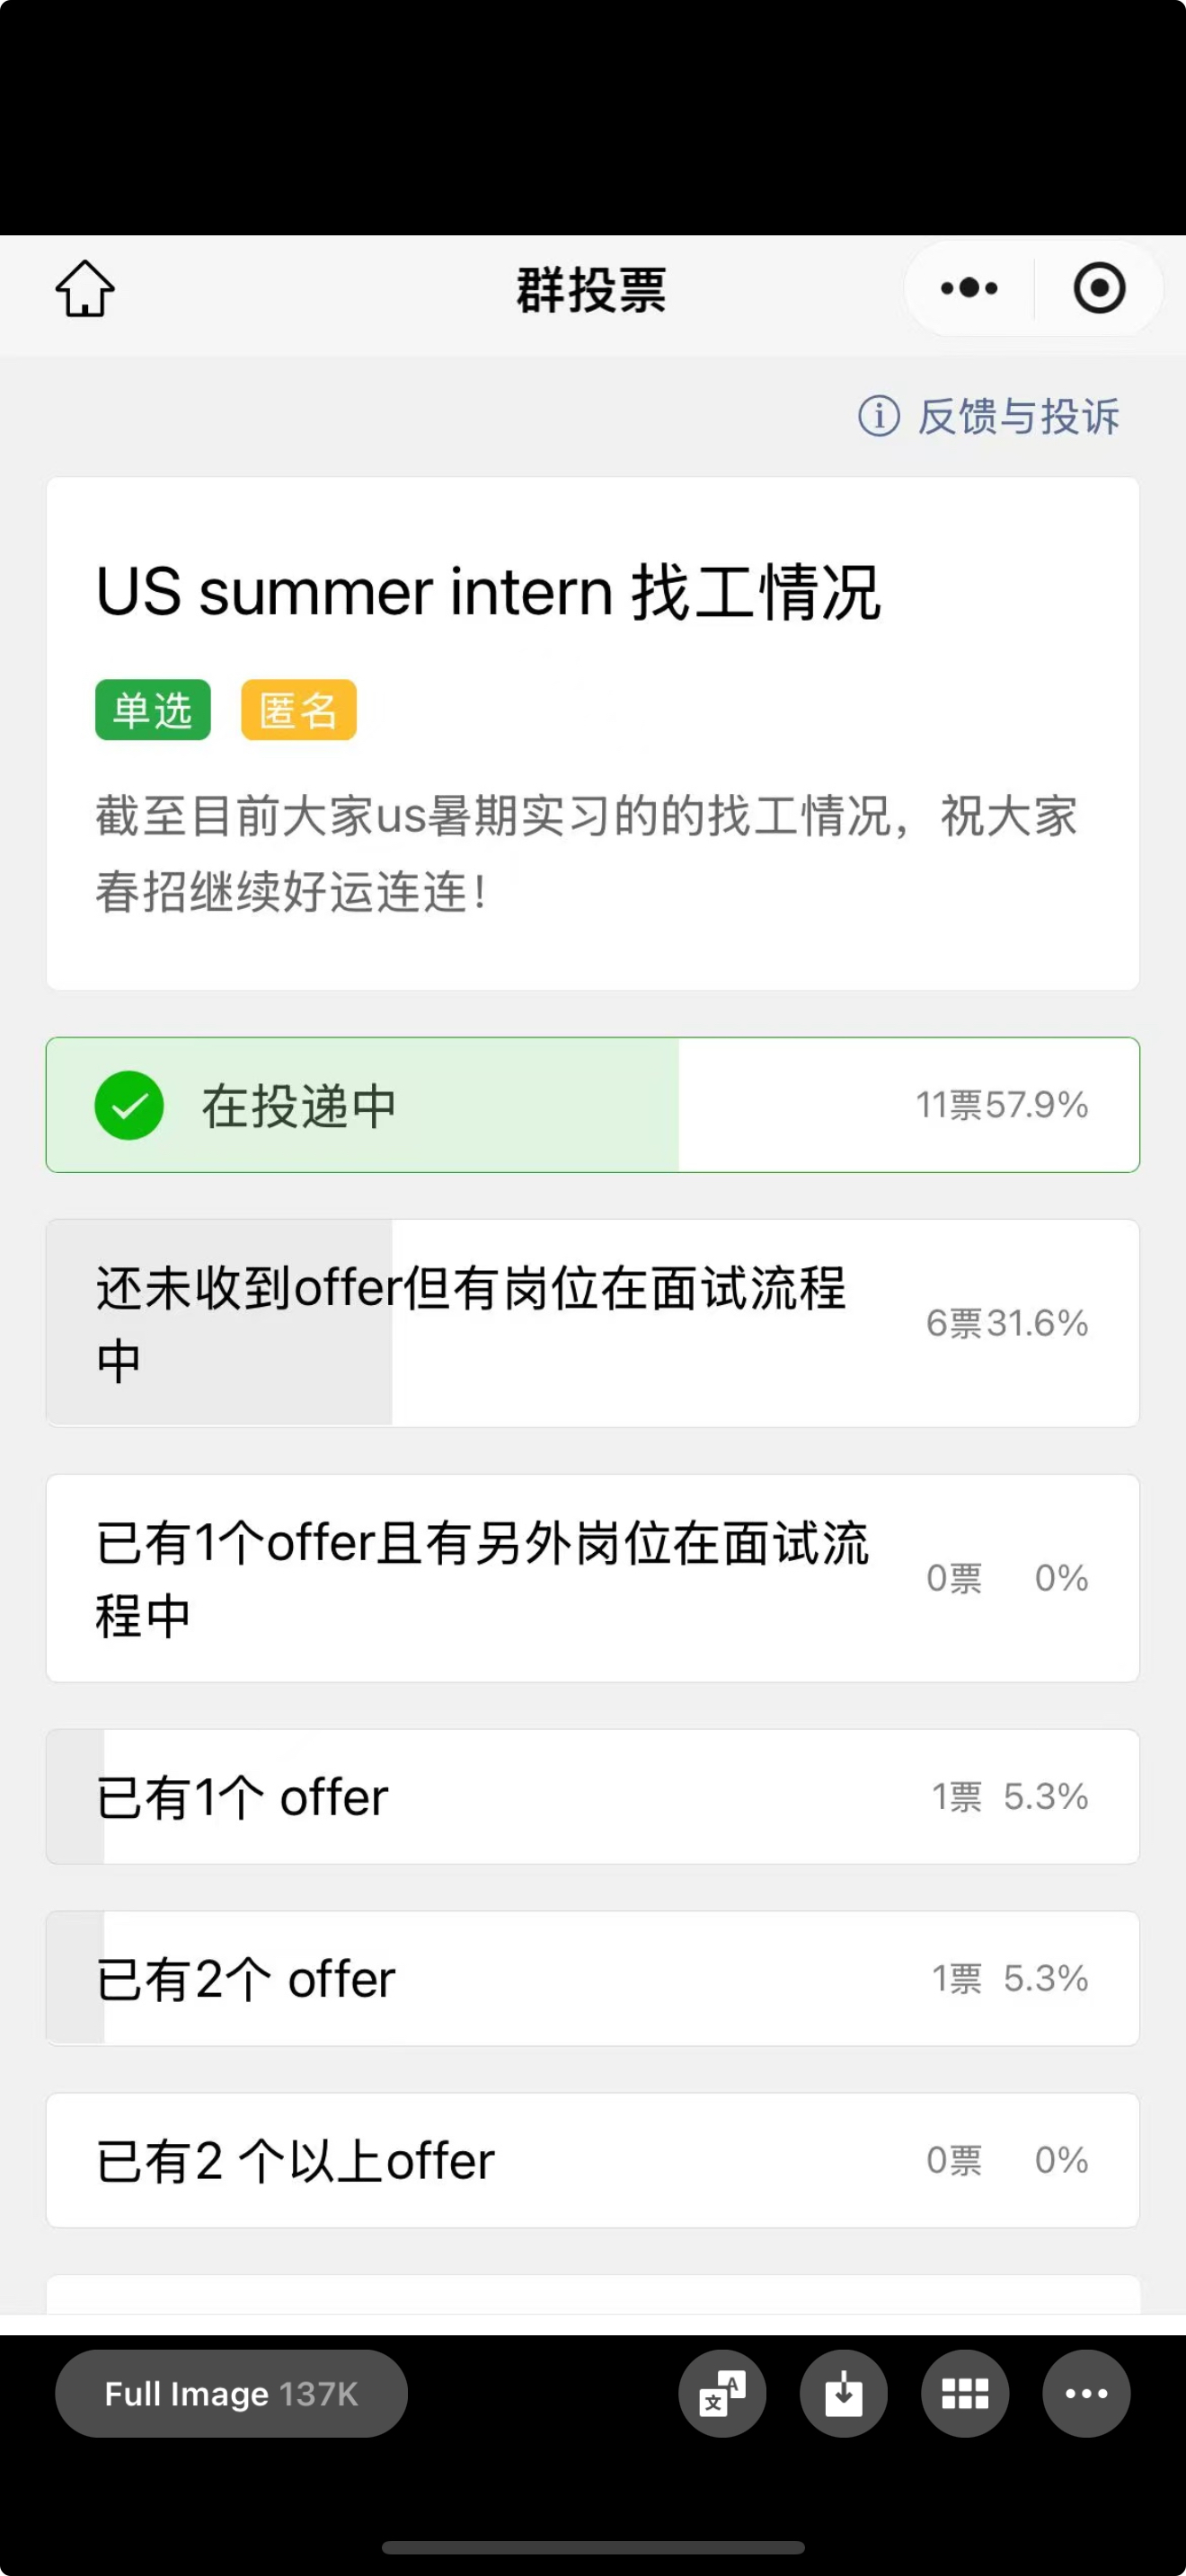 群投票
反馈与投诉
US summer intern 找工情况
单选 匿名
截至目前大家us暑期实习的的找工情况，祝大家
春招继续好运连连！
在投递中 11票57.9%
还未收到offer但有岗位在面试流程
中
6票31.6%
已有1个offer且有另外岗位在面试流
程中
0票 0%
已有1个 offer 1票 5.3%
已有2个 offer 1票 5.3%
已有2 个以上offer 0票 0%
Full Image 137K